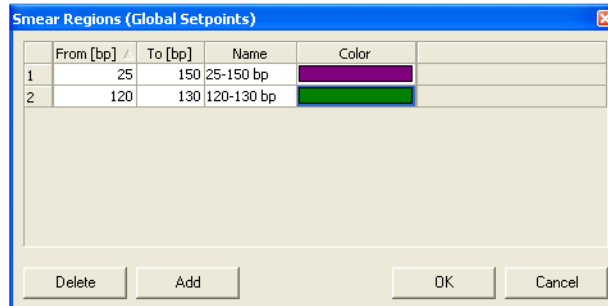 Smear Regions (Global Setpoints)
From [bp] To [bp] Name Color
1 25 150 25-150 bp
2 120 130 120-130 bp
Delete Add OK Cancel